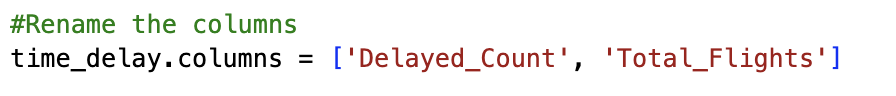 #Rename the columns
time_delay.columns = ['Delayed_Count', 'Total_Flights']